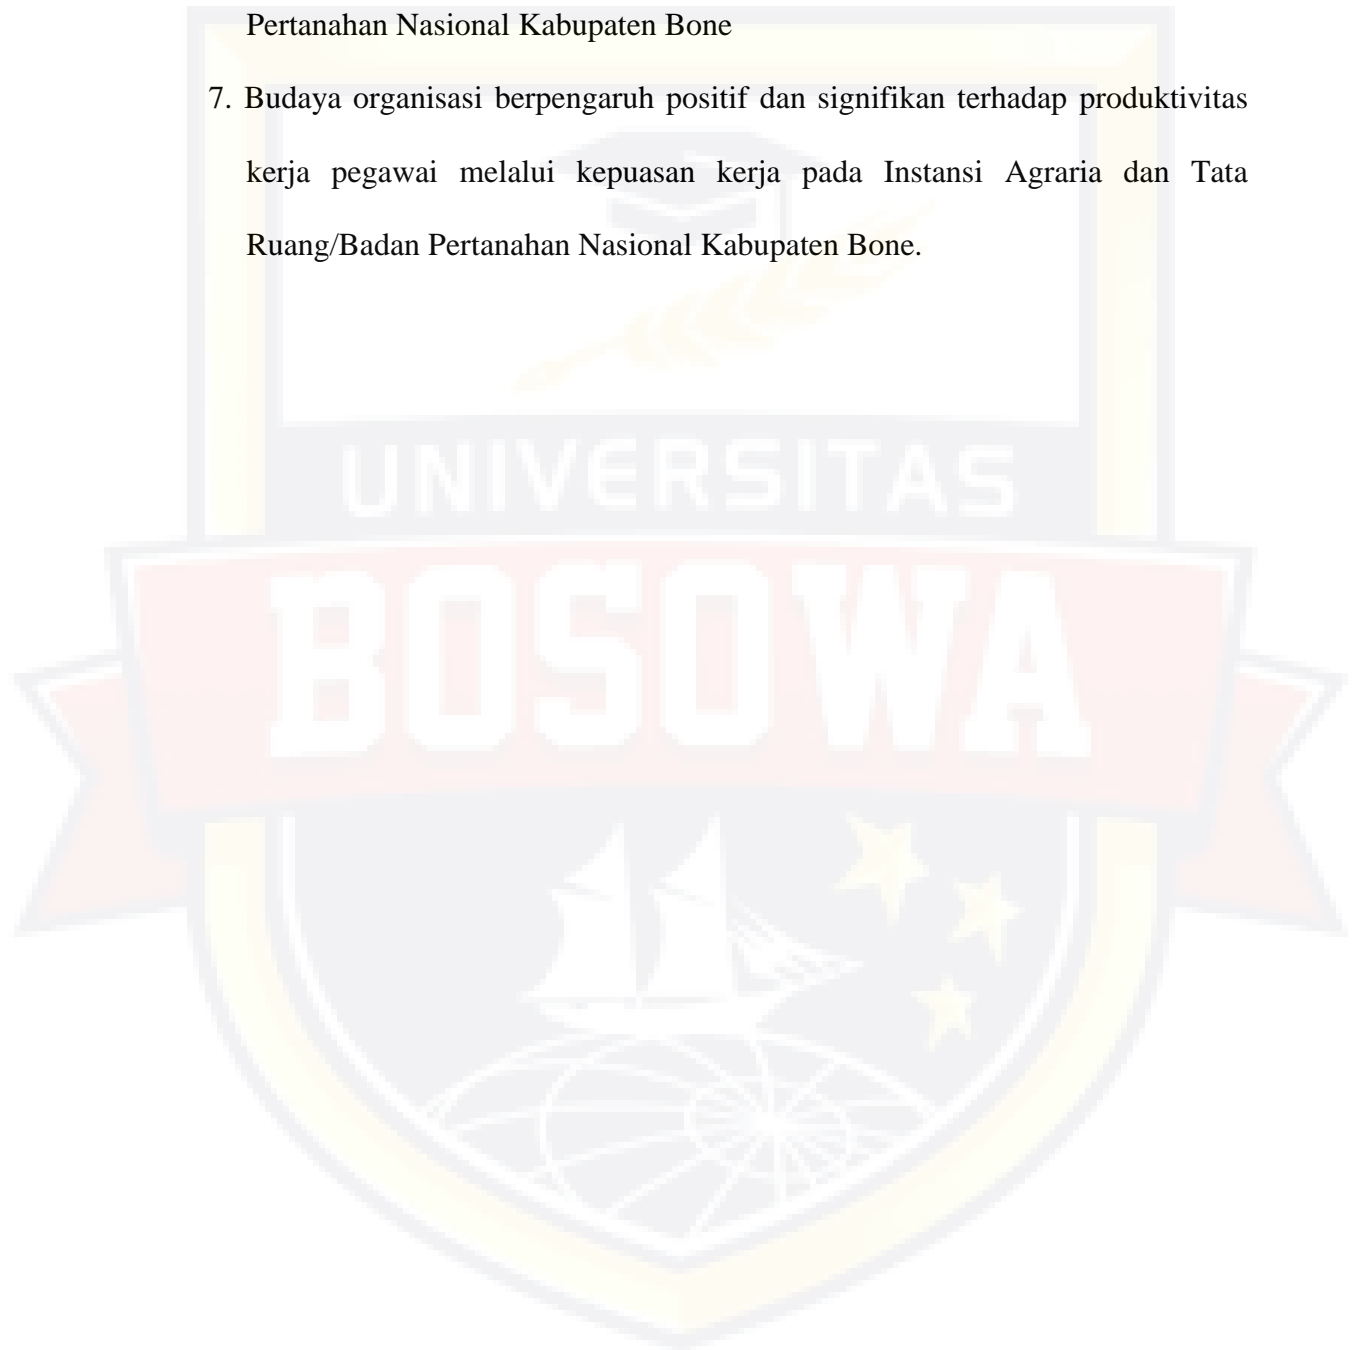 Pertanahan Nasional Kabupaten Bone
7. Budaya organisasi berpengaruh positif dan signifikan terhadap produktivitas
kerja pegawai melalui kepuasan kerja pada Instansi Agraria dan Tata
Ruang/Badan Pertanahan Nasional Kabupaten Bone.
UNIVERSITAS
BOSOWA